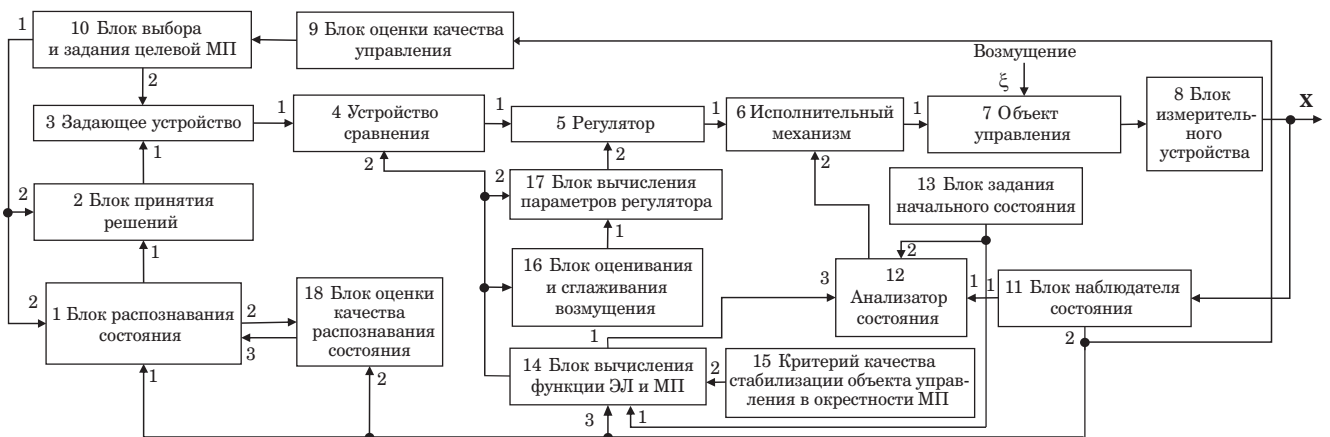 1
10 Блок выбора
и задания целевой МП
2
9 Блок оценки качества
управления
Возмущение
ξ
3 Задающее устройство
1
4 Устройство
сравнения
2
1
5 Регулятор
2
1
6 Исполнительный
механизм
2
1
7 Объект
управления
8 Блок
измеритель-
ного
устройства
X
1
2
2 Блок принятия
решений
1
2
17 Блок вычисления
параметров регулятора
1
13 Блок задания
начального состояния
2
16 Блок оценивания
и сглаживания
возмущения
3
12
Анализатор
состояния
1
1
11 Блок наблюдателя
состояния
2
2
1 Блок распознавания
состояния
2
3
1
18 Блок оценки
качества
распознавания
состояния
2
1
14 Блок вычисления
функции ЭЛ и МП
2
3
1
15 Критерий качества
стабилизации объекта управ-
ления в окрестности МП